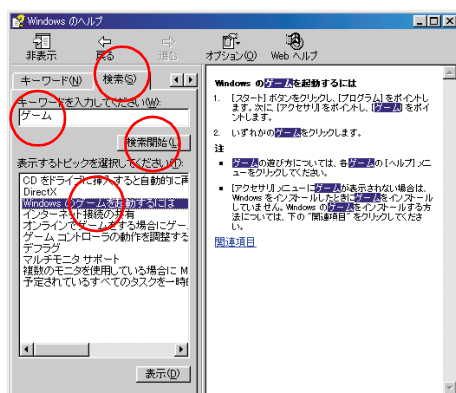 Windows のヘルプ
非表示 戻る 進む オプション(O) Web ヘルプ
キーワード(N) 検索(S)
キーワードを入力してください(W):
ゲーム
検索開始(L)
表示するトピックを選択してください(T):
CD をドライブに挿入すると自動的に再
DirectX
Windows のゲームを起動するには
インターネット接続の共有
オンラインでゲームをする場合にゲー
ゲーム コントローラの動作を調整する
デフラグ
マルチモニタ サポート
複数のモニタを使用している場合に M
予定されているすべてのタスクを一時
表示(D)
Windows のゲームを起動するには
1. [スタート] ボタンをクリックし、[プログラム] をポイントし
ます。次に [アクセサリ] をポイントし、[ゲーム] をポイ
ントします。
2. いずれかのゲームをクリックします。
注
▪ ゲームの遊び方については、各ゲームの [ヘルプ] メニ
ューをクリックしてください。
▪ [アクセサリ] メニューにゲームが表示されない場合は、
Windows をインストールしたときにゲームをインストール
していません。Windows のゲームをインストールする方
法については、下の "関連項目" をクリックしてくださ
い。
関連項目